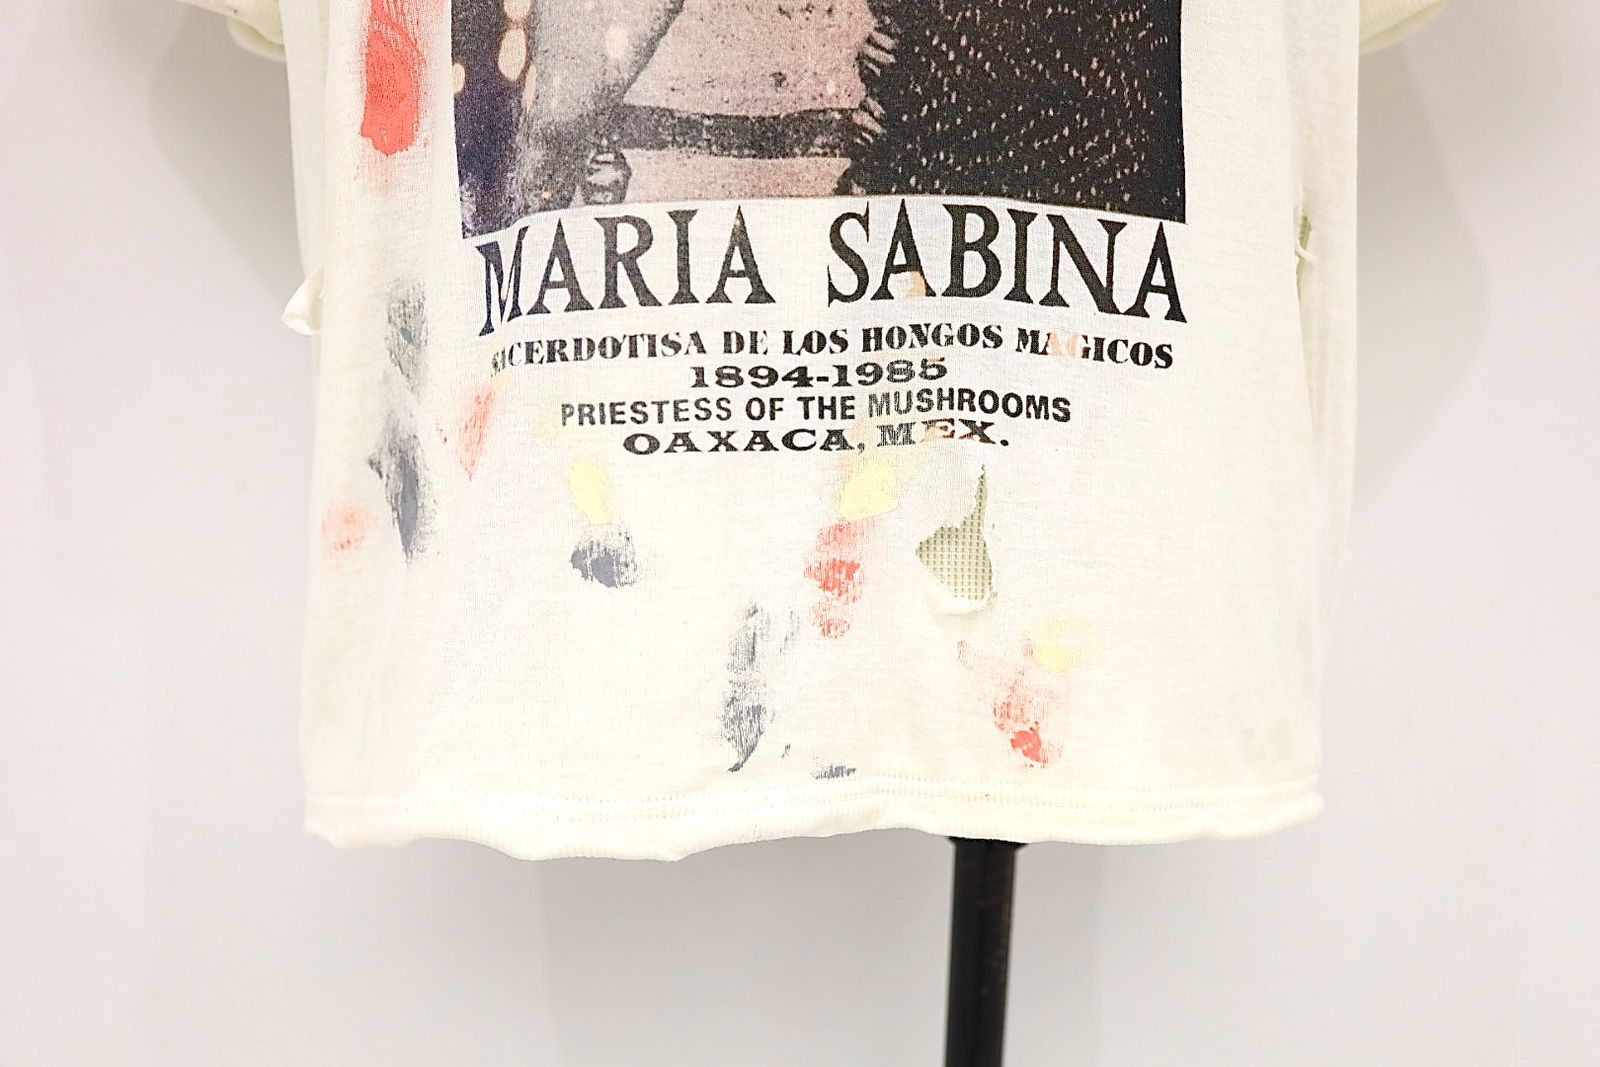 MARIA SABINA
SACERDOTISA DE LOS HONGOS MAGICOS
1894-1985
PRIESTESS OF THE MUSHROOMS
OAXACA, MEX.